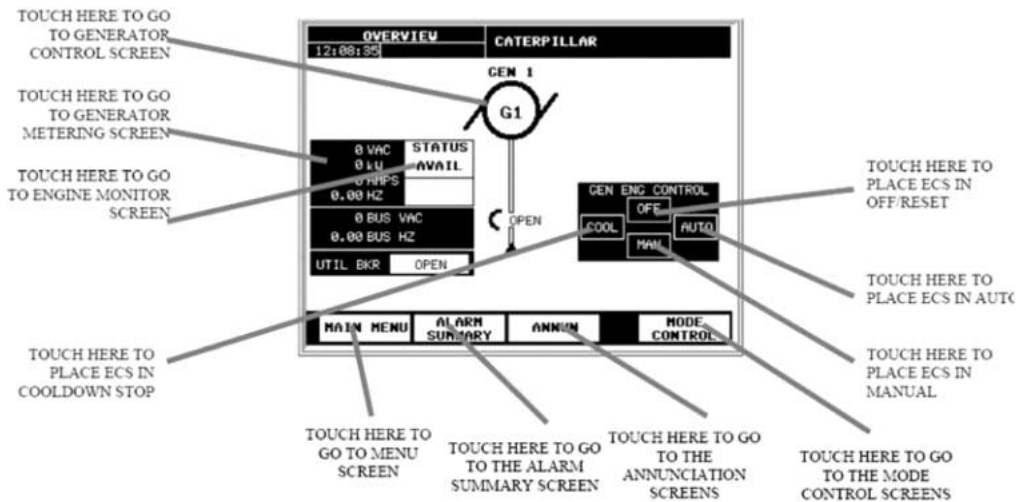 TOUCH HERE TO GO
TO GENERATOR
CONTROL SCREEN
TOUCH HERE TO GO
TO GENERATOR
METERING SCREEN
TOUCH HERE TO GO
TO ENGINE MONITOR
SCREEN
OVERVIEW
12:08:35
CATERPILLAR
GEN 1
G1
0 VAC
0 kW
0 AMPS
0.00 HZ
STATUS
AVAIL
0 BUS VAC
0.00 BUS HZ
UTIL BKR
OPEN
OPEN
GEN ENG CONTROL
OFF
COOL
AUTO
MAN
MAIN MENU
ALARM
SUMMARY
ANNUN
MODE
CONTROL
TOUCH HERE TO
PLACE ECS IN
OFF/RESET
TOUCH HERE TO
PLACE ECS IN AUTO
TOUCH HERE TO
PLACE ECS IN
MANUAL
TOUCH HERE TO
PLACE ECS IN
COOLDOWN STOP
TOUCH HERE TO
GO TO MENU
SCREEN
TOUCH HERE TO GO
TO THE ALARM
SUMMARY SCREEN
TOUCH HERE TO GO
TO THE
ANNUNCIATION
SCREENS
TOUCH HERE TO GO
TO THE MODE
CONTROL SCREENS